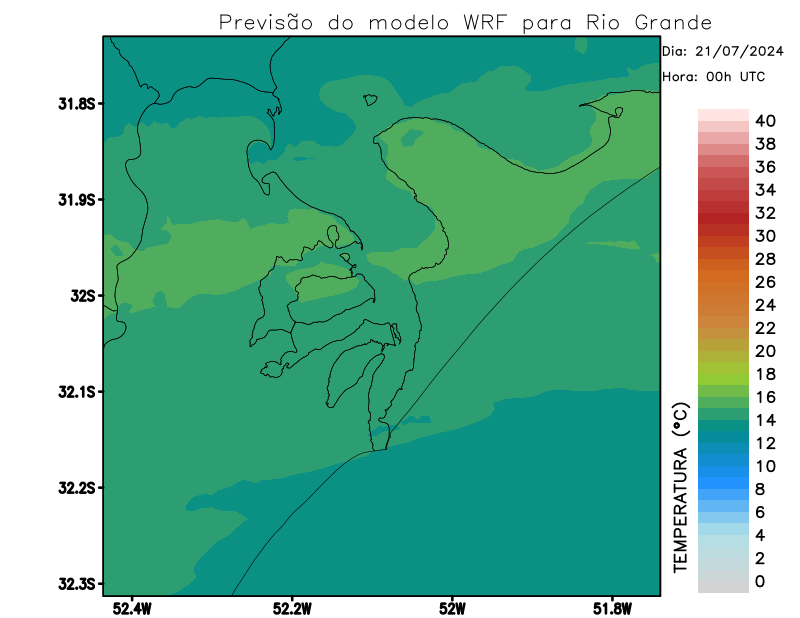 Previsão do modelo WRF para Rio Grande
Dia: 21/07/2024
Hora: 00h UTC
31.8S
31.9S
32S
32.1S
32.2S
32.3S
52.4W
52.2W
52W
51.8W
TEMPERATURA (°C)
40
38
36
34
32
30
28
26
24
22
20
18
16
14
12
10
8
6
4
2
0